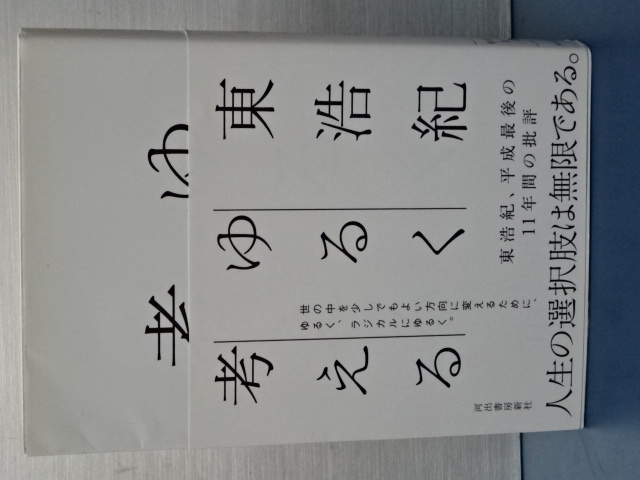 ゆ
考
東浩紀
ゆるく
考える
世の中を少しでもよい方向に変えるために、
ゆるく、ラジカルにゆるく。
東浩紀、平成最後の
11年間の批評
河出書房新社
人生の選択肢は無限である。